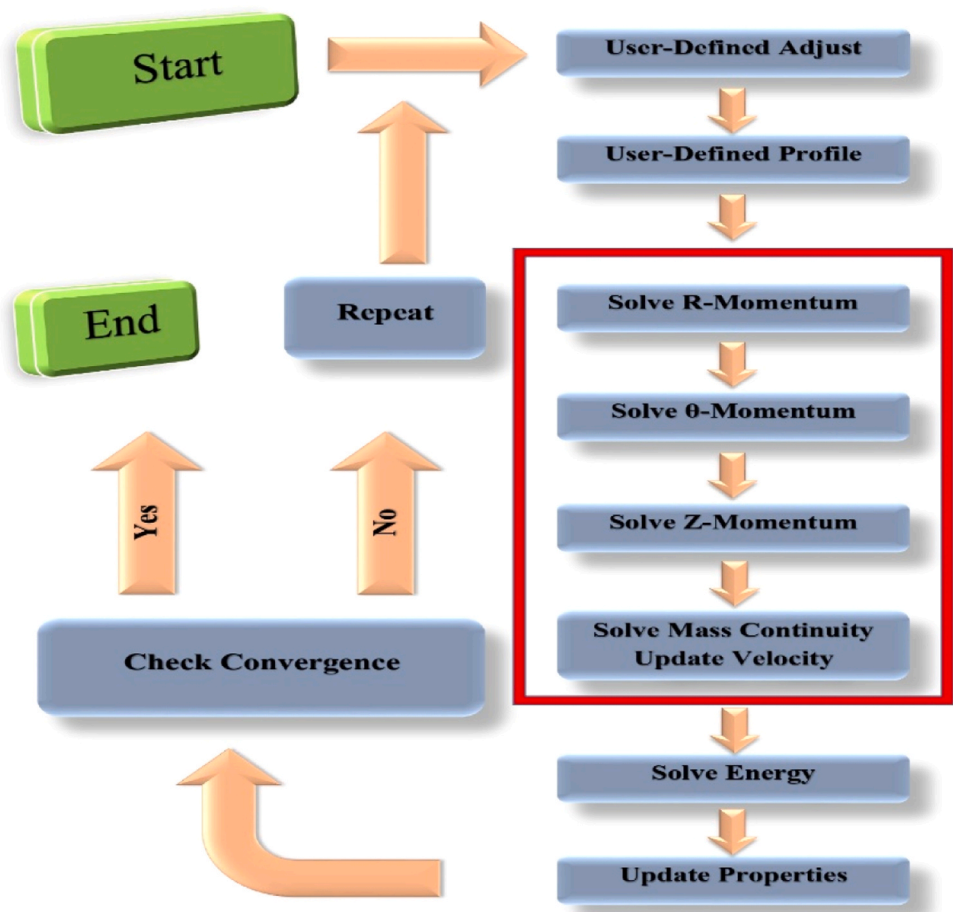 Start
User-Defined Adjust
User-Defined Profile
Solve R-Momentum
Solve θ-Momentum
Solve Z-Momentum
Solve Mass Continuity
Update Velocity
Solve Energy
Update Properties
Check Convergence
Yes
No
Repeat
End